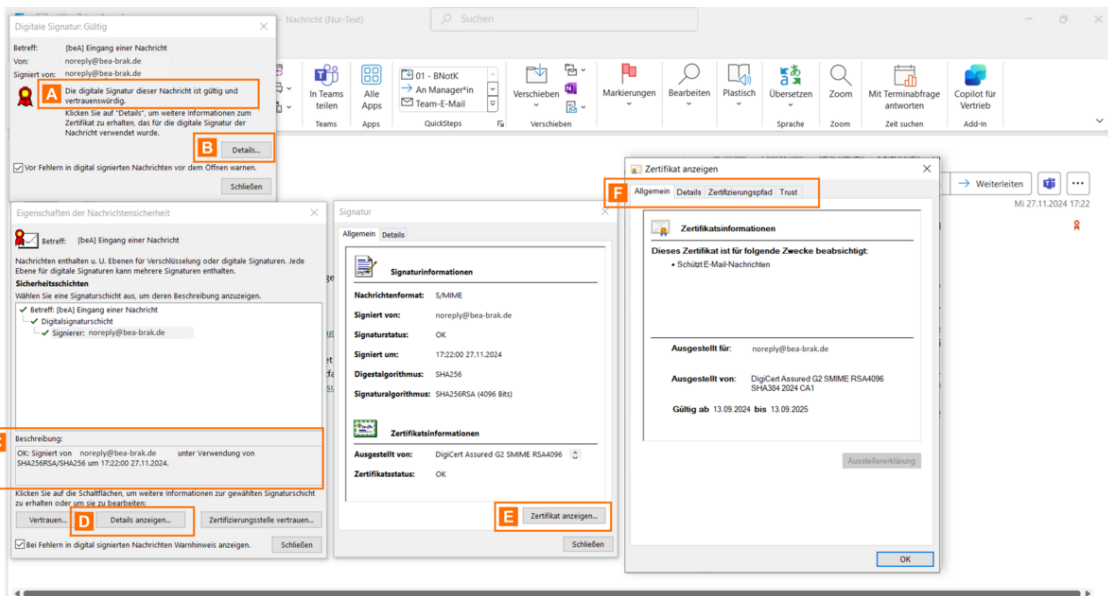 Nachricht (Nur-Text)
Suchen
Digitale Signatur: Gültig
Betreff: [beA] Eingang einer Nachricht
Von: noreply@bea-brak.de
Signiert von: noreply@bea-brak.de
A
Die digitale Signatur dieser Nachricht ist gültig und
vertrauenswürdig.
Klicken Sie auf "Details", um weitere Informationen zum
Zertifikat zu erhalten, das für die digitale Signatur der
Nachricht verwendet wurde.
B
Details...
Vor Fehlern in digital signierten Nachrichten vor dem Öffnen warnen.
Schließen
In Teams
teilen
Teams
Alle
Apps
Apps
01 - BNotK
An Manager*in
Team-E-Mail
QuickSteps
Verschieben
Verschieben
Markierungen
Bearbeiten
Plastisch
Übersetzen
Sprache
Zoom
Zoom
Mit Terminabfrage
antworten
Zeit suchen
Copilot für
Vertrieb
Add-In
Weiterleiten
Mi 27.11.2024 17:22
Eigenschaften der Nachrichtensicherheit
Betreff: [beA] Eingang einer Nachricht
Nachrichten enthalten u. U. Ebenen für Verschlüsselung oder digitale Signaturen. Jede
Ebene für digitale Signaturen kann mehrere Signaturen enthalten.
Sicherheitsschichten
Wählen Sie eine Signaturschicht aus, um deren Beschreibung anzuzeigen.
Betreff: [beA] Eingang einer Nachricht
Digitalsignaturschicht
Signierer: noreply@bea-brak.de
Beschreibung:
OK: Signiert von noreply@bea-brak.de unter Verwendung von
SHA256RSA/SHA256 um 17:22:00 27.11.2024.
Klicken Sie auf die Schaltflächen, um weitere Informationen zur gewählten Signaturschicht
zu erhalten oder um sie zu bearbeiten:
Vertrauen...
D
Details anzeigen...
Zertifizierungsstelle vertrauen...
Bei Fehlern in digital signierten Nachrichten Warnhinweis anzeigen.
Schließen
Signatur
Allgemein Details
Signaturinformationen
Nachrichtenformat: S/MIME
Signiert von: noreply@bea-brak.de
Signaturstatus: OK
Signiert um: 17:22:00 27.11.2024
Digestalgorithmus: SHA256
Signaturalgorithmus: SHA256RSA (4096 Bits)
Zertifikatsinformationen
Ausgestellt von: DigiCert Assured G2 SMIME RSA4096
Zertifikatsstatus: OK
E
Zertifikat anzeigen...
Schließen
Zertifikat anzeigen
F
Allgemein Details Zertifizierungspfad Trust
Zertifikatsinformationen
Dieses Zertifikat ist für folgende Zwecke beabsichtigt:
• Schützt E-Mail-Nachrichten
Ausgestellt für: noreply@bea-brak.de
Ausgestellt von: DigiCert Assured G2 SMIME RSA4096
SHA384 2024 CA1
Gültig ab 13.09.2024 bis 13.09.2025
Ausstellererklärung
OK